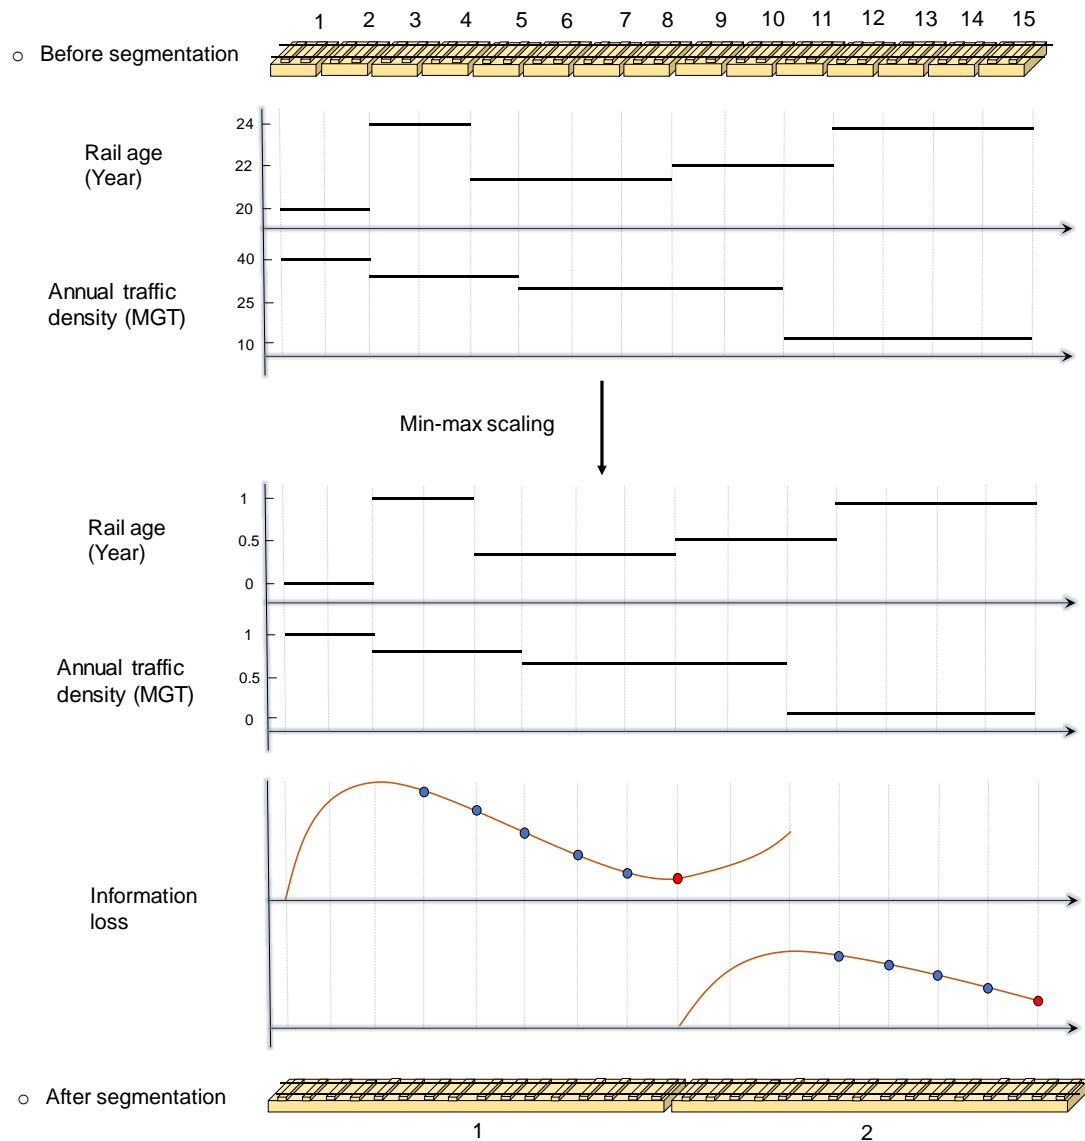 1 2 3 4 5 6 7 8 9 10 11 12 13 14 15
○ Before segmentation
24
Rail age
(Year)
22
20
40
Annual traffic
density (MGT)
25
10
Min-max scaling
1
Rail age
(Year)
0.5
0
1
Annual traffic
density (MGT)
0.5
0
Information
loss
○ After segmentation
1 2